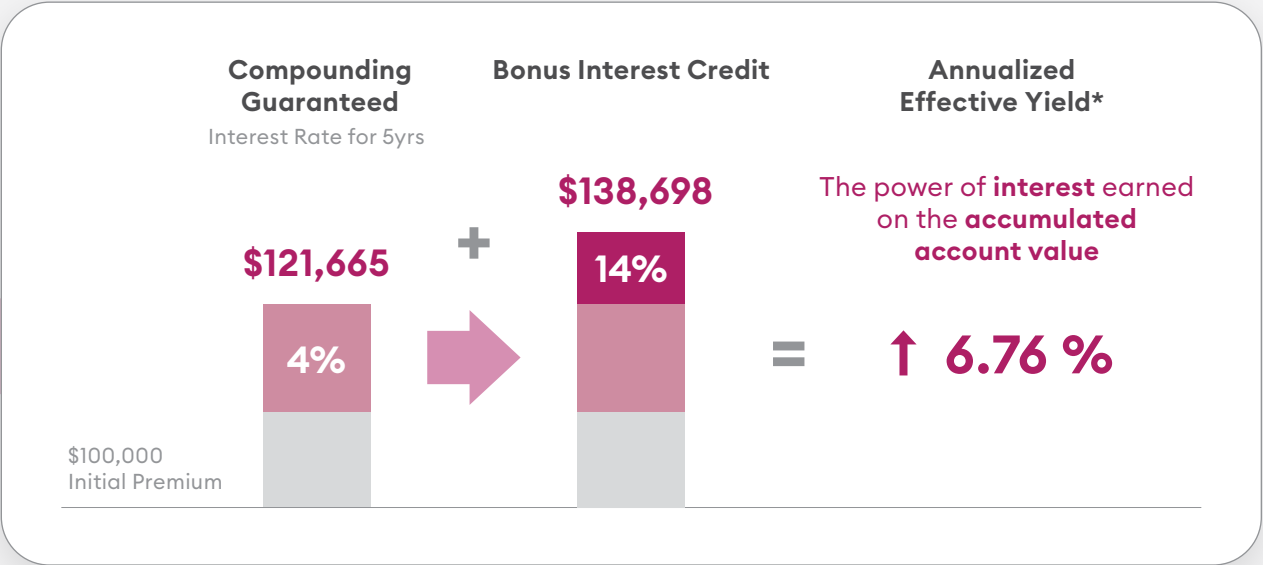 Compounding
Guaranteed
Interest Rate for 5yrs
Bonus Interest Credit
Annualized
Effective Yield*
$121,665
+
$138,698
The power of interest earned
on the accumulated
account value
4%
14%
=
↑ 6.76 %
$100,000
Initial Premium